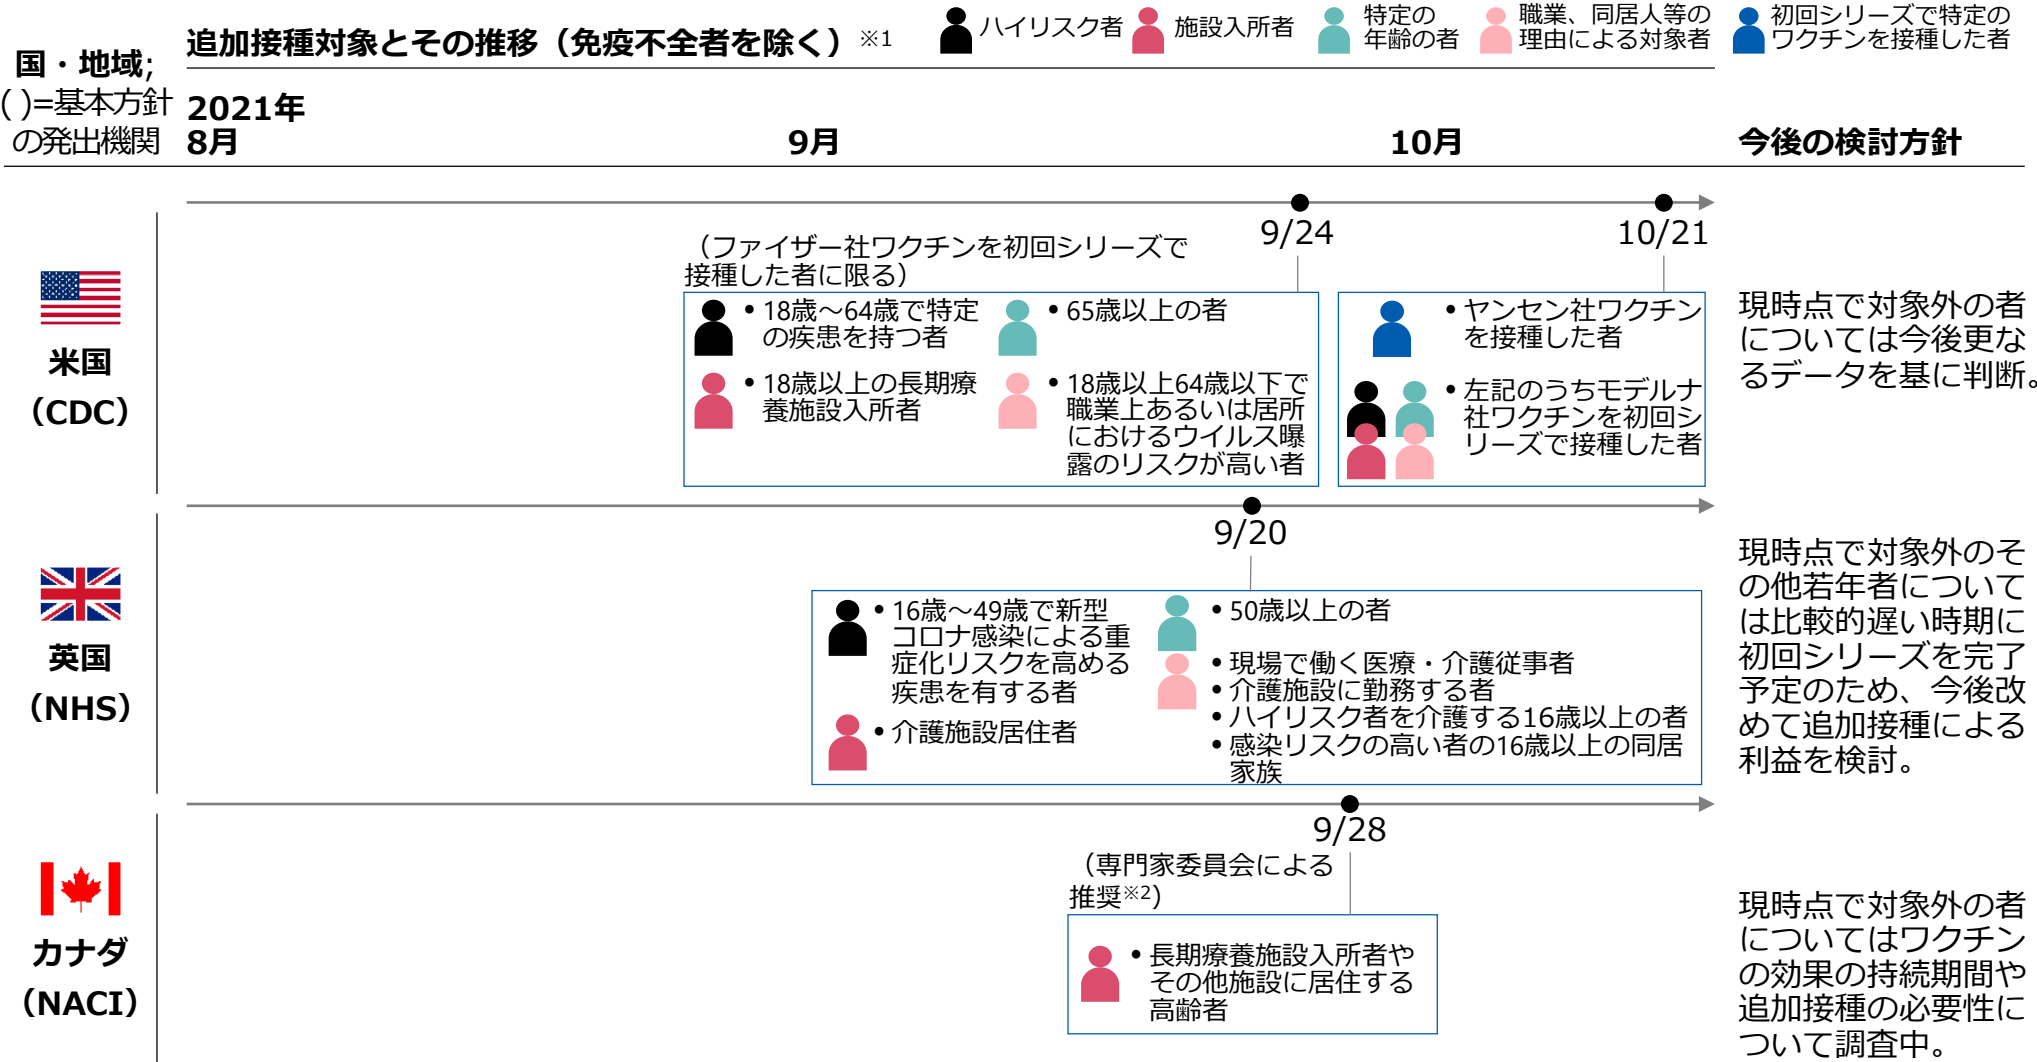 追加接種対象とその推移（免疫不全者を除く）※1
ハイリスク者
施設入所者
特定の
年齢の者
職業、同居人等の
理由による対象者
初回シリーズで特定の
ワクチンを接種した者
国・地域;
( )=基本方針
の発出機関
2021年
8月
9月
10月
今後の検討方針
米国
（CDC）
9/24
10/21
（ファイザー社ワクチンを初回シリーズで
接種した者に限る）
• 18歳～64歳で特定
の疾患を持つ者
• 18歳以上の長期療
養施設入所者
• 65歳以上の者
• 18歳以上64歳以下で
職業上あるいは居所
におけるウイルス曝
露のリスクが高い者
• ヤンセン社ワクチン
を接種した者
• 左記のうちモデルナ
社ワクチンを初回シ
リーズで接種した者
現時点で対象外の者
については今後更な
るデータを基に判断。
英国
（NHS）
9/20
• 16歳～49歳で新型
コロナ感染による重
症化リスクを高める
疾患を有する者
• 介護施設居住者
• 50歳以上の者
• 現場で働く医療・介護従事者
• 介護施設に勤務する者
• ハイリスク者を介護する16歳以上の者
• 感染リスクの高い者の16歳以上の同居
家族
現時点で対象外のそ
の他若年者について
は比較的遅い時期に
初回シリーズを完了
予定のため、今後改
めて追加接種による
利益を検討。
カナダ
（NACI）
9/28
（専門家委員会による
推奨※2)
• 長期療養施設入所者や
その他施設に居住する
高齢者
現時点で対象外の者
についてはワクチン
の効果の持続期間や
追加接種の必要性に
ついて調査中。